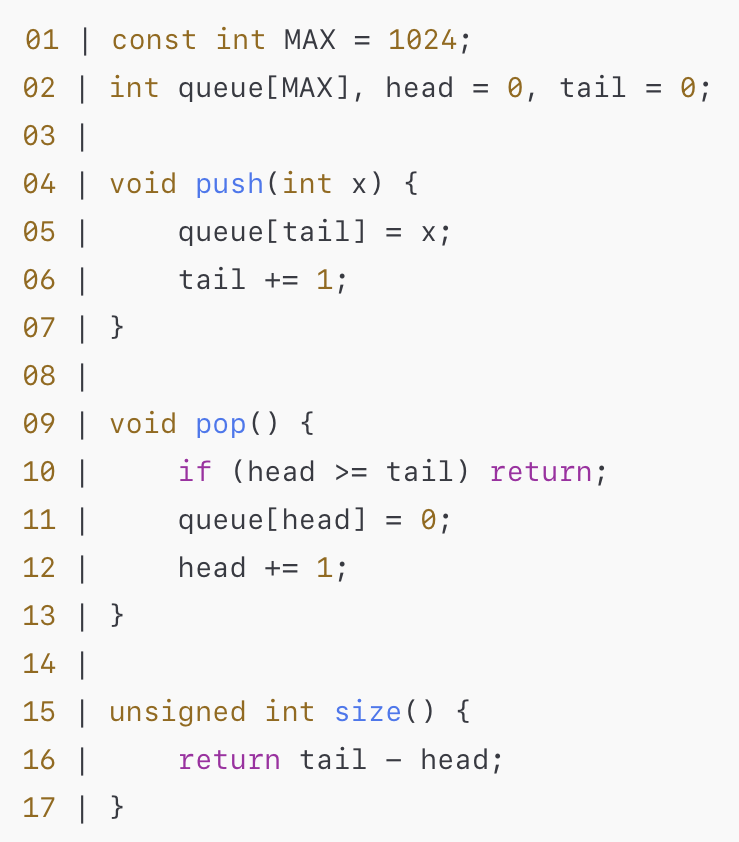 01 | const int MAX = 1024;
02 | int queue[MAX], head = 0, tail = 0;
03 |
04 | void push(int x) {
05 |     queue[tail] = x;
06 |     tail += 1;
07 | }
08 |
09 | void pop() {
10 |     if (head >= tail) return;
11 |     queue[head] = 0;
12 |     head += 1;
13 | }
14 |
15 | unsigned int size() {
16 |     return tail − head;
17 | }